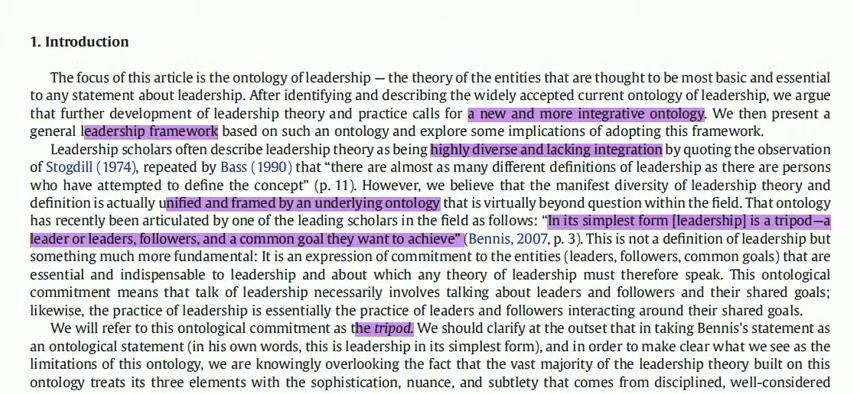 1. Introduction
The focus of this article is the ontology of leadership — the theory of the entities that are thought to be most basic and essential
to any statement about leadership. After identifying and describing the widely accepted current ontology of leadership, we argue
that further development of leadership theory and practice calls for a new and more integrative ontology. We then present a
general leadership framework based on such an ontology and explore some implications of adopting this framework.
Leadership scholars often describe leadership theory as being highly diverse and lacking integration by quoting the observation
of Stogdill (1974), repeated by Bass (1990) that “there are almost as many different definitions of leadership as there are persons
who have attempted to define the concept” (p. 11). However, we believe that the manifest diversity of leadership theory and
definition is actually unified and framed by an underlying ontology that is virtually beyond question within the field. That ontology
has recently been articulated by one of the leading scholars in the field as follows: “In its simplest form [leadership] is a tripod—a
leader or leaders, followers, and a common goal they want to achieve” (Bennis, 2007, p. 3). This is not a definition of leadership but
something much more fundamental: It is an expression of commitment to the entities (leaders, followers, common goals) that are
essential and indispensable to leadership and about which any theory of leadership must therefore speak. This ontological
commitment means that talk of leadership necessarily involves talking about leaders and followers and their shared goals;
likewise, the practice of leadership is essentially the practice of leaders and followers interacting around their shared goals.
We will refer to this ontological commitment as the tripod. We should clarify at the outset that in taking Bennis's statement as
an ontological statement (in his own words, this is leadership in its simplest form), and in order to make clear what we see as the
limitations of this ontology, we are knowingly overlooking the fact that the vast majority of the leadership theory built on this
ontology treats its three elements with the sophistication, nuance, and subtlety that comes from disciplined, well-considered